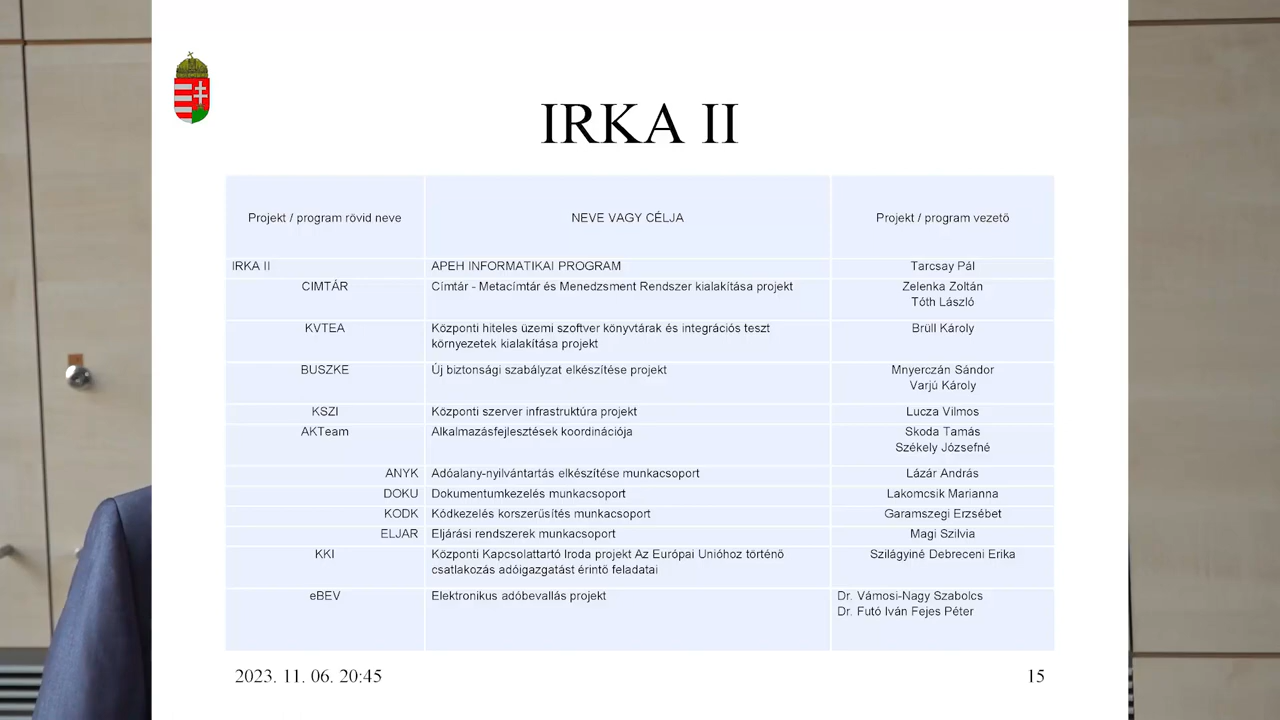 IRKA II
Projekt / program rövid neve NEVE VAGY CÉLJA Projekt / program vezető
IRKA II APEH INFORMATIKAI PROGRAM Tarcsay Pál
CIMTÁR Címtár - Metacímtár és Menedzsment Rendszer kialakítása projekt Zelenka Zoltán
Tóth László
KVTEA Központi hiteles üzemi szoftver könyvtárak és integrációs teszt Brüll Károly
környezetek kialakítása projekt
BUSZKE Új biztonsági szabályzat elkészítése projekt Mnyerczán Sándor
Varjú Károly
KSZI Központi szerver infrastruktúra projekt Lucza Vilmos
AKTeam Alkalmazásfejlesztések koordinációja Skoda Tamás
Székely Józsefné
ANYK Adóalany-nyilvántartás elkészítése munkacsoport Lázár András
DOKU Dokumentumkezelés munkacsoport Lakomcsik Marianna
KODK Kódkezelés korszerűsítés munkacsoport Garamszegi Erzsébet
ELJAR Eljárási rendszerek munkacsoport Magi Szilvia
KKI Központi Kapcsolattartó Iroda projekt Az Európai Unióhoz történő Szilágyiné Debreceni Erika
csatlakozás adóigazgatást érintő feladatai
eBEV Elektronikus adóbevallás projekt Dr. Vámosi-Nagy Szabolcs
Dr. Futó Iván Fejes Péter
2023. 11. 06. 20:45 15